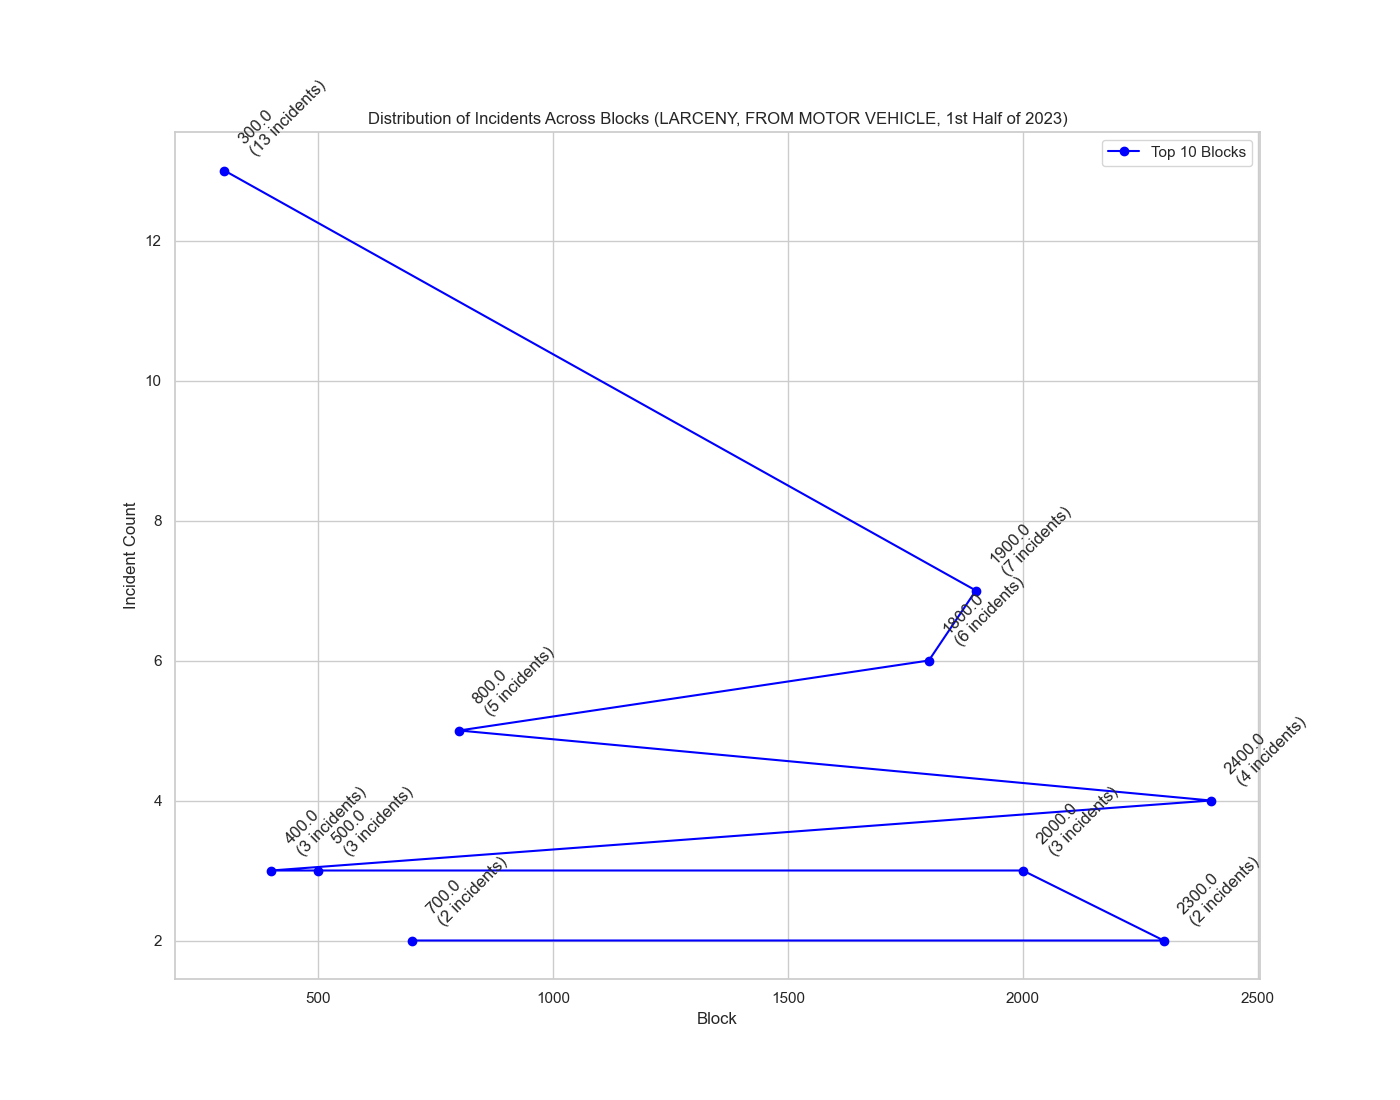 Distribution of Incidents Across Blocks (LARCENY, FROM MOTOR VEHICLE, 1st Half of 2023)
Top 10 Blocks
300.0
(13 incidents)
1900.0
(7 incidents)
1800.0
(6 incidents)
800.0
(5 incidents)
2400.0
(4 incidents)
400.0
(3 incidents)
500.0
(3 incidents)
2000.0
(3 incidents)
700.0
(2 incidents)
2300.0
(2 incidents)
Incident Count
12
10
8
6
4
2
500
1000
1500
2000
2500
Block